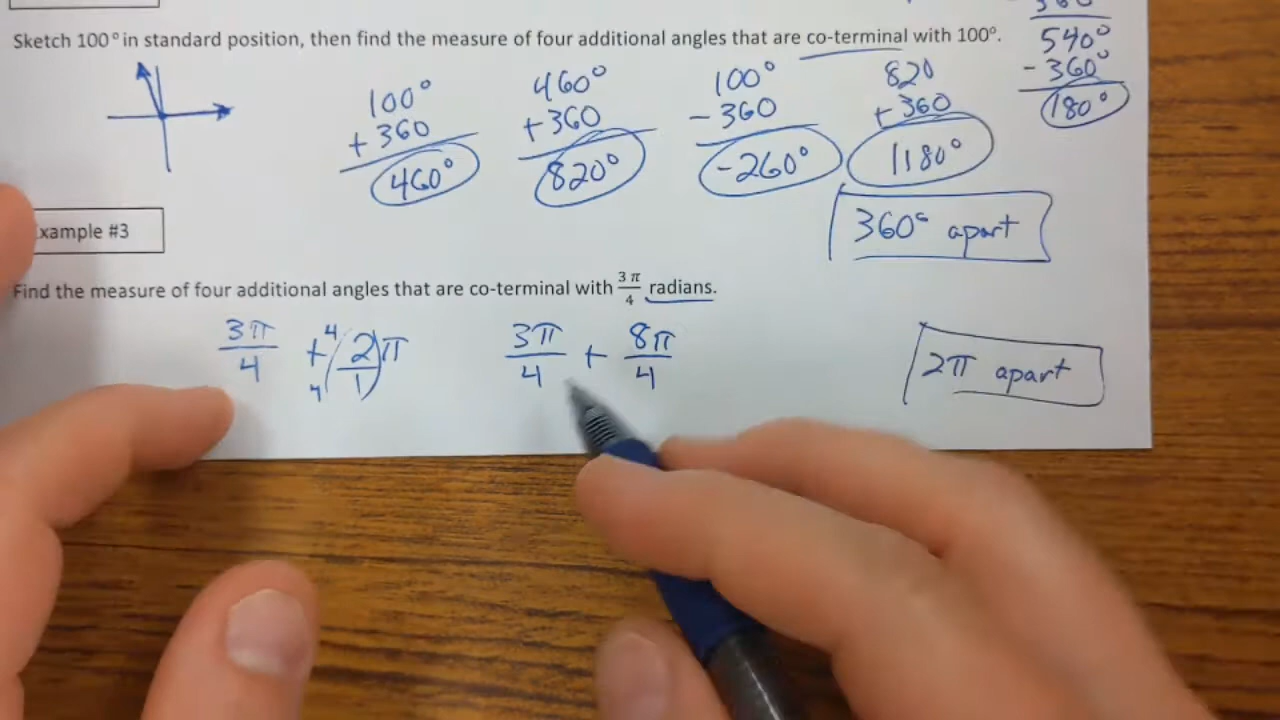 Sketch 100° in standard position, then find the measure of four additional angles that are co-terminal with 100°.
540°
- 360°
180°
100°
+ 360
460°
460°
+360
820°
100°
- 360
-260°
820
+ 360
1180°
360° apart
xample #3
Find the measure of four additional angles that are co-terminal with 3π/4 radians.
3π/4 + 4/4 (2/1)π
3π/4 + 8π/4
2π apart